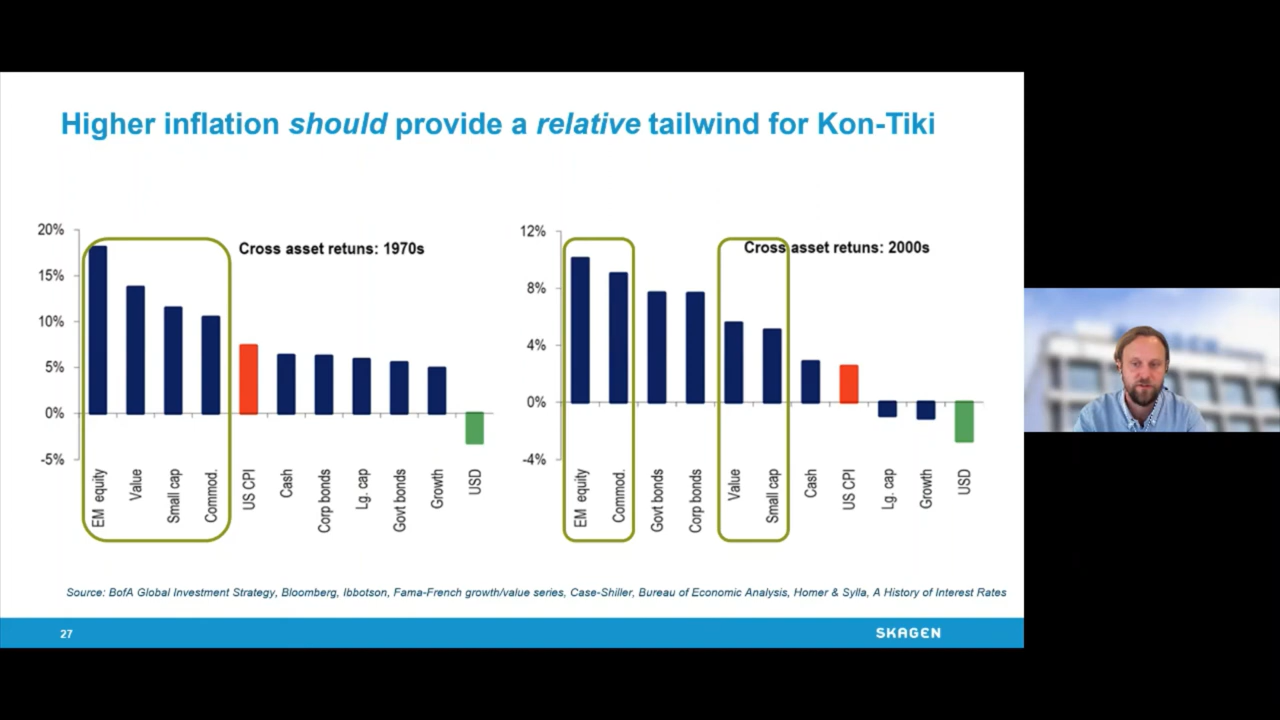 Higher inflation should provide a relative tailwind for Kon-Tiki
Cross asset retuns: 1970s
20%
15%
10%
5%
0%
-5%
EM equity
Value
Small cap
Commod.
US CPI
Cash
Corp bonds
Lg. cap
Govt bonds
Growth
USD
Cross asset retuns: 2000s
12%
8%
4%
0%
-4%
EM equity
Commod.
Govt bonds
Corp bonds
Value
Small cap
Cash
US CPI
Lg. cap
Growth
USD
Source: BofA Global Investment Strategy, Bloomberg, Ibbotson, Fama-French growth/value series, Case-Shiller, Bureau of Economic Analysis, Homer & Sylla, A History of Interest Rates
27
SKAGEN